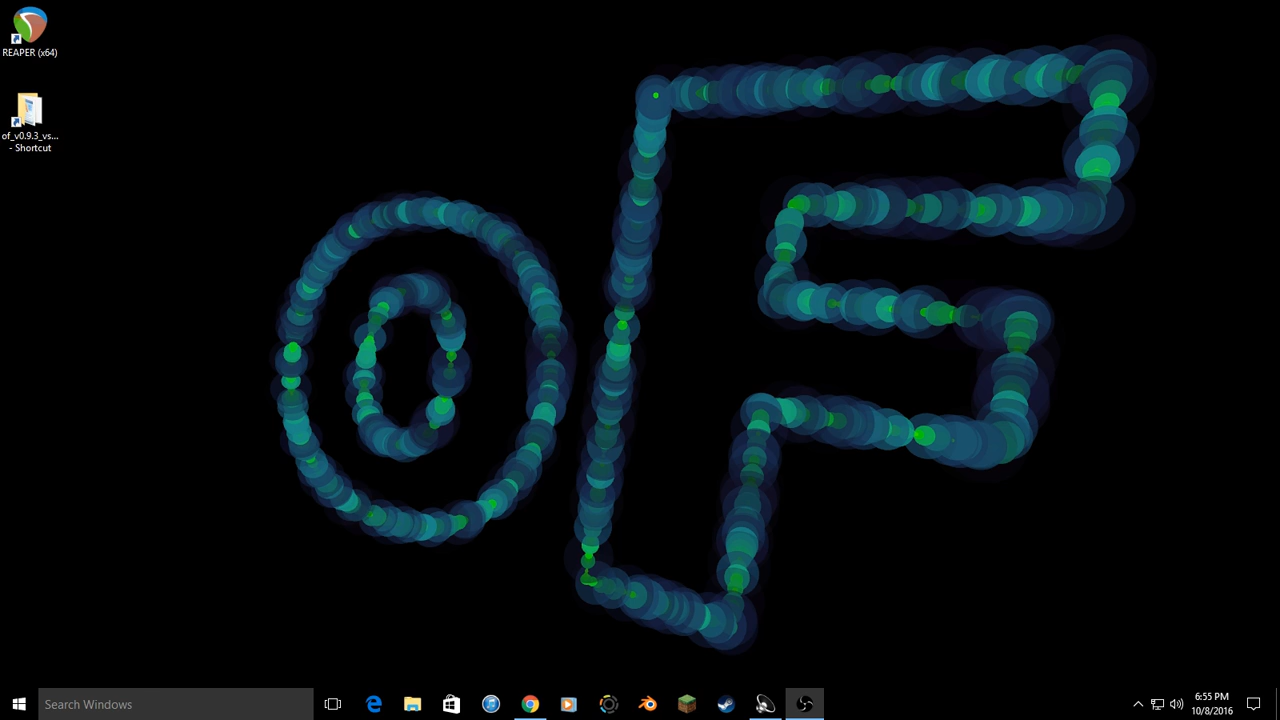 REAPER (x64)
of_v0.9.3_vs...
- Shortcut
oF
Search Windows
6:55 PM
10/8/2016